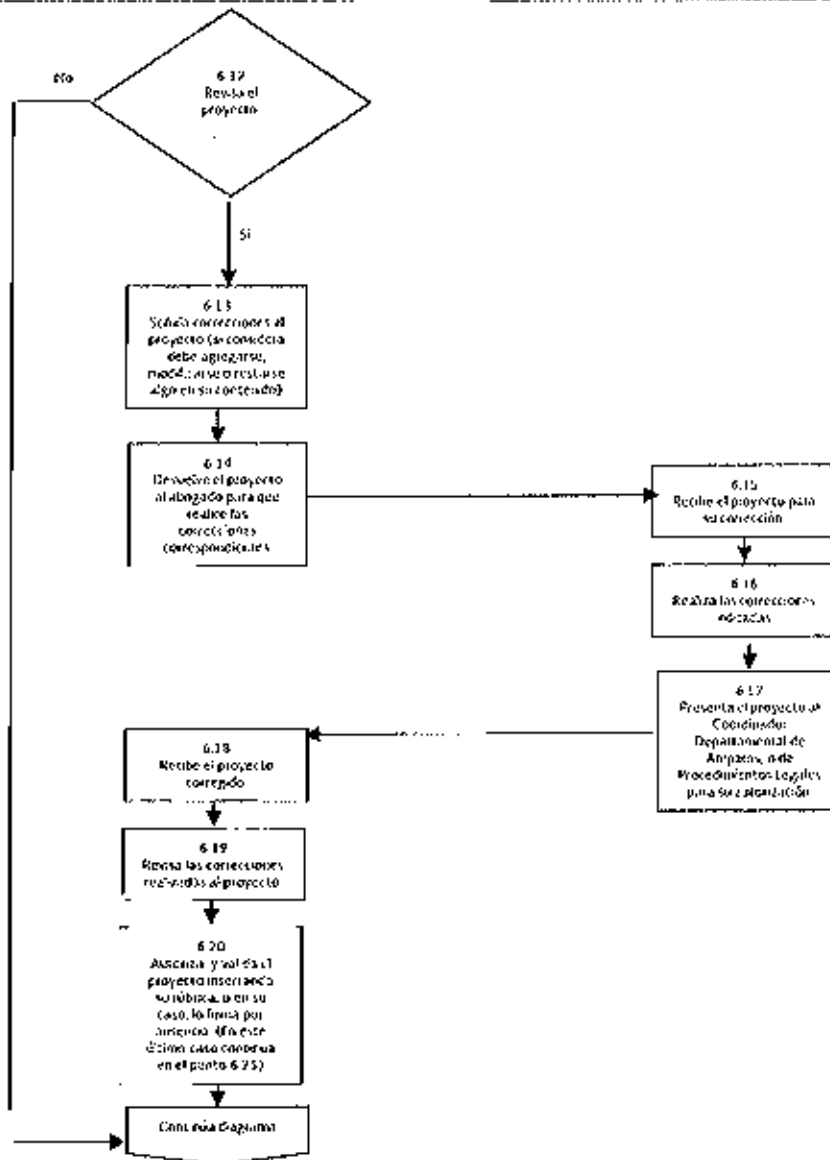 No
6.12
Revisa el
proyecto
Si
6.13
Señala correcciones al
proyecto (si considera
debe agregarse,
modificarse o restarse
algo en su contenido)
6.14
Devuelve el proyecto
al abogado para que
realice las
correcciones
correspondientes
6.15
Recibe el proyecto para
su corrección
6.16
Realiza las correcciones
indicadas
6.17
Presenta el proyecto al
Coordinador
Departamental de
Amparos, o de
Procedimientos Legales
para su autorización
6.18
Recibe el proyecto
corregido
6.19
Revisa las correcciones
realizadas al proyecto
6.20
Autoriza y valida el
proyecto insertando
su rúbrica, o en su
caso, lo firma por
ausencia. (En este
último caso continúa
en el punto 6.25)
Continúa diagrama